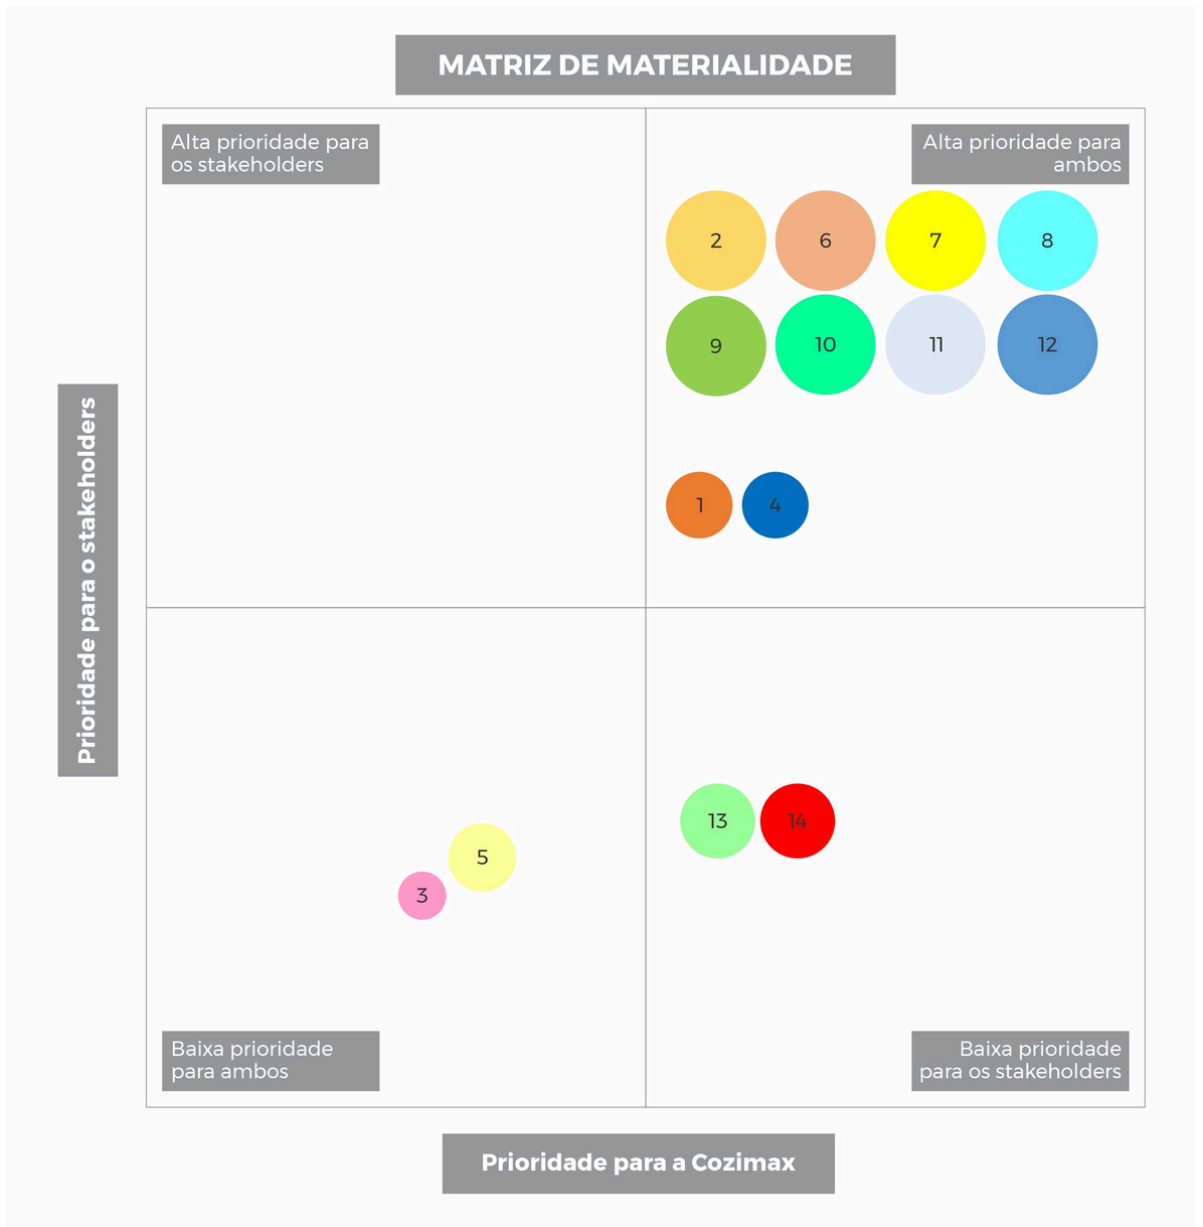 MATRIZ DE MATERIALIDADE
Alta prioridade para
os stakeholders
Alta prioridade para
ambos
2
6
7
8
9
10
11
12
1
4
Prioridade para o stakeholders
13
14
5
3
Baixa prioridade
para ambos
Baixa prioridade
para os stakeholders
Prioridade para a Cozimax